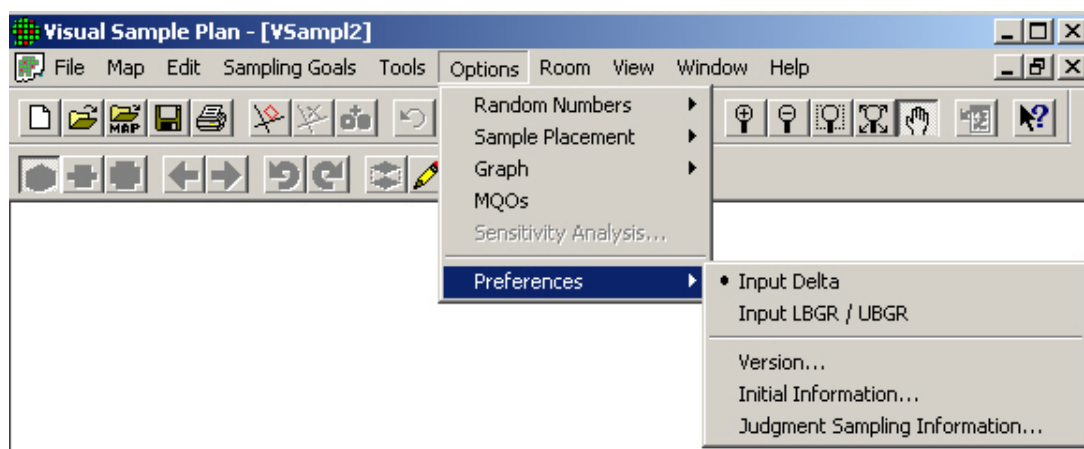 Visual Sample Plan - [VSampl2]
File Map Edit Sampling Goals Tools Options Room View Window Help
MAP
Random Numbers
Sample Placement
Graph
MQOs
Sensitivity Analysis...
Preferences
Input Delta
Input LBGR / UBGR
Version...
Initial Information...
Judgment Sampling Information...